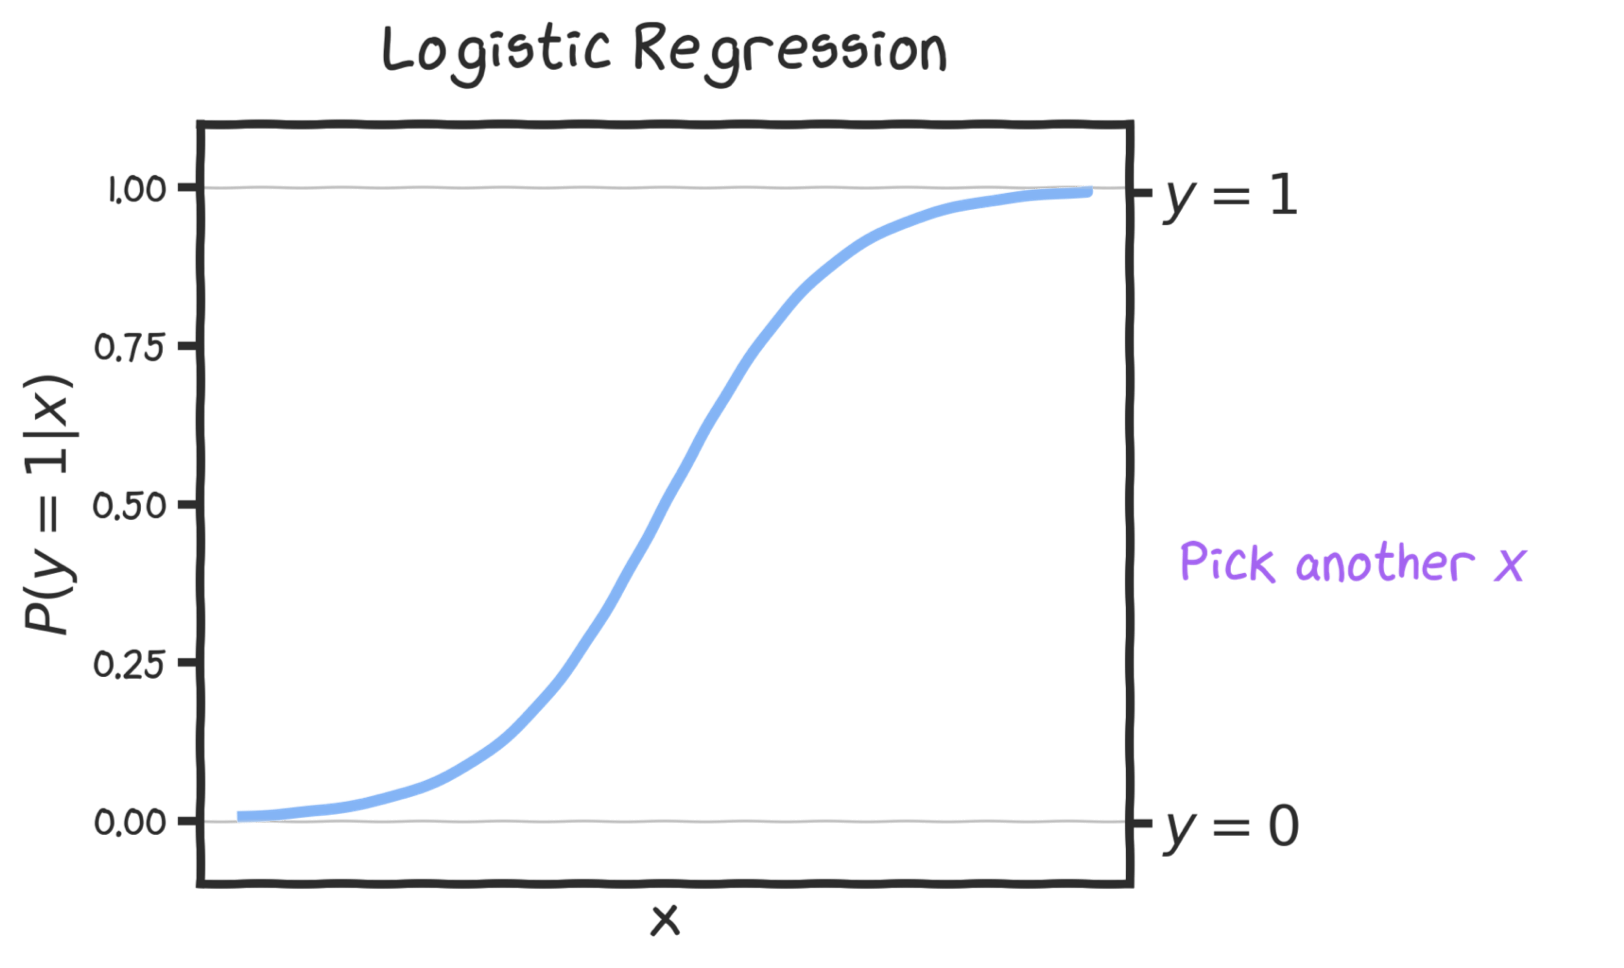 Logistic Regression
1.00
0.75
0.50
0.25
0.00
P(y = 1|x)
x
y = 1
Pick another x
y = 0